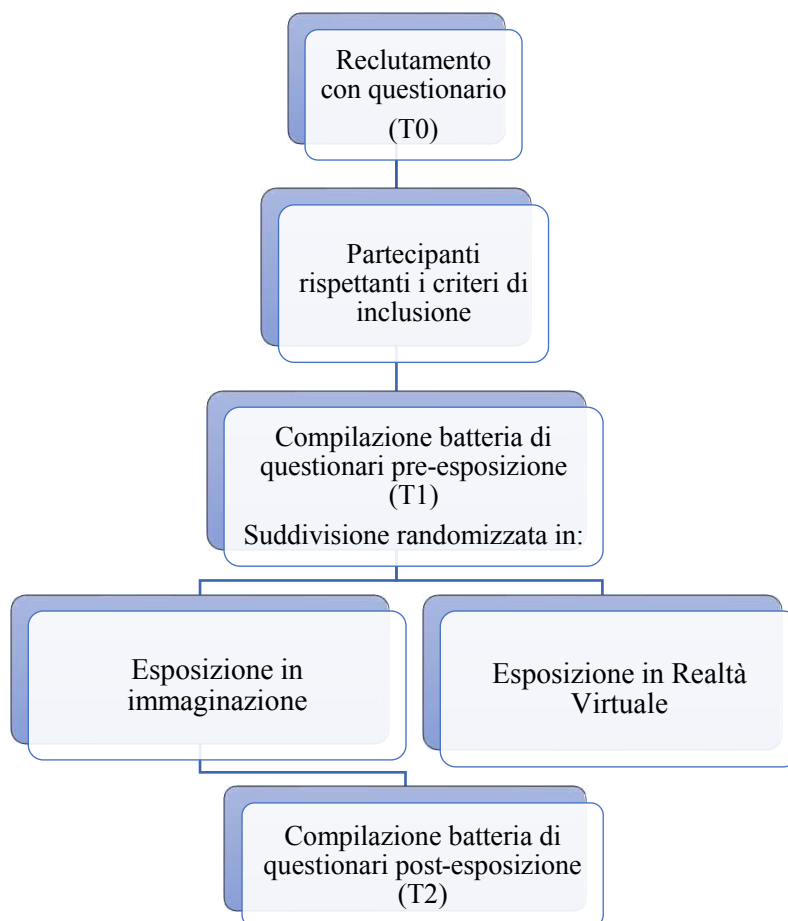 Reclutamento
con questionario
(T0)
Partecipanti
rispettanti i criteri di
inclusione
Compilazione batteria di
questionari pre-esposizione
(T1)
Suddivisione randomizzata in:
Esposizione in
immaginazione
Esposizione in Realtà
Virtuale
Compilazione batteria di
questionari post-esposizione
(T2)